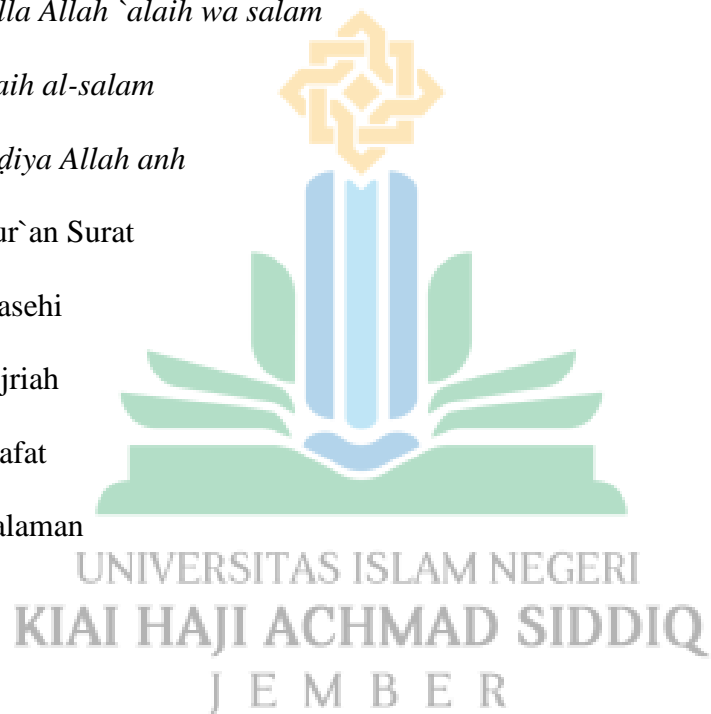 lla Allah `alaih wa salam
aih al-salam
ḍiya Allah anh
ur`an Surat
asehi
jriah
afat
alaman
UNIVERSITAS ISLAM NEGERI
KIAI HAJI ACHMAD SIDDIQ
JEMBER